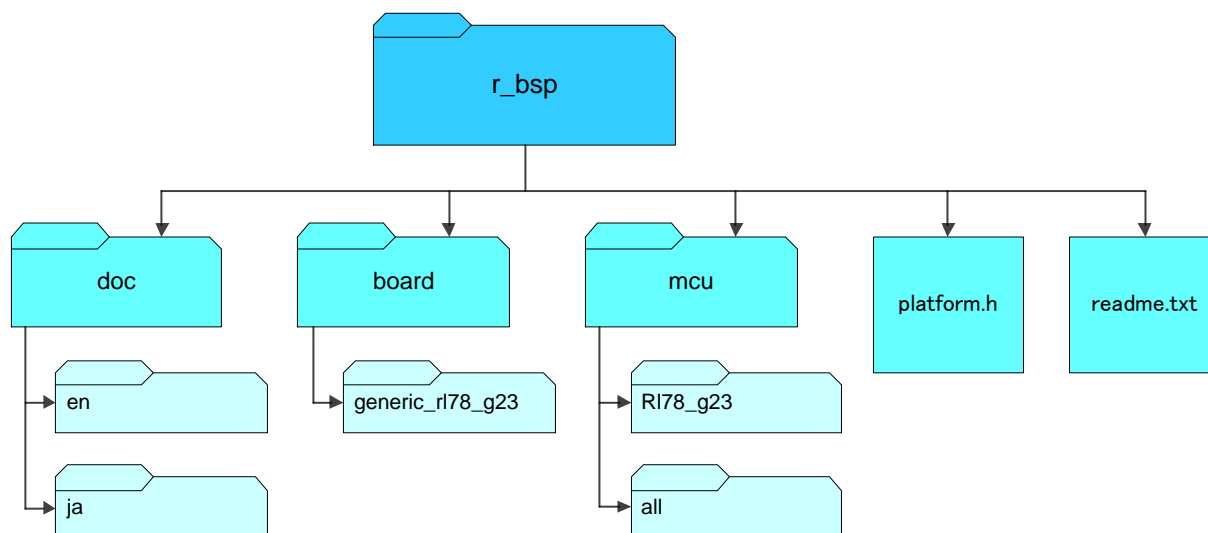 r_bsp
doc
board
mcu
platform.h
readme.txt
en
generic_rl78_g23
Rl78_g23
ja
all